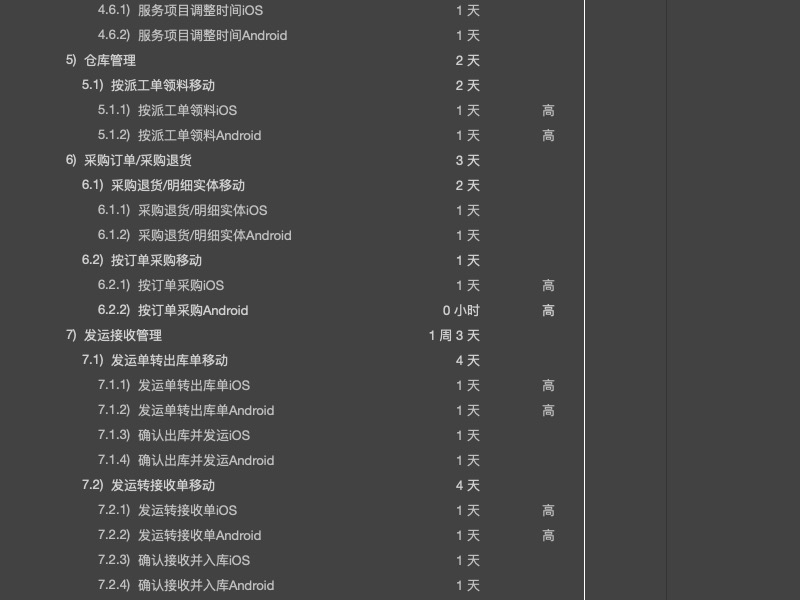 4.6.1) 服务项目调整时间iOS 1 天
4.6.2) 服务项目调整时间Android 1 天
5) 仓库管理 2 天
5.1) 按派工单领料移动 2 天
5.1.1) 按派工单领料iOS 1 天 高
5.1.2) 按派工单领料Android 1 天 高
6) 采购订单/采购退货 3 天
6.1) 采购退货/明细实体移动 2 天
6.1.1) 采购退货/明细实体iOS 1 天
6.1.2) 采购退货/明细实体Android 1 天
6.2) 按订单采购移动 1 天
6.2.1) 按订单采购iOS 1 天 高
6.2.2) 按订单采购Android 0 小时 高
7) 发运接收管理 1 周 3 天
7.1) 发运单转出库单移动 4 天
7.1.1) 发运单转出库单iOS 1 天 高
7.1.2) 发运单转出库单Android 1 天 高
7.1.3) 确认出库并发运iOS 1 天
7.1.4) 确认出库并发运Android 1 天
7.2) 发运转接收单移动 4 天
7.2.1) 发运转接收单iOS 1 天 高
7.2.2) 发运转接收单Android 1 天 高
7.2.3) 确认接收并入库iOS 1 天
7.2.4) 确认接收并入库Android 1 天